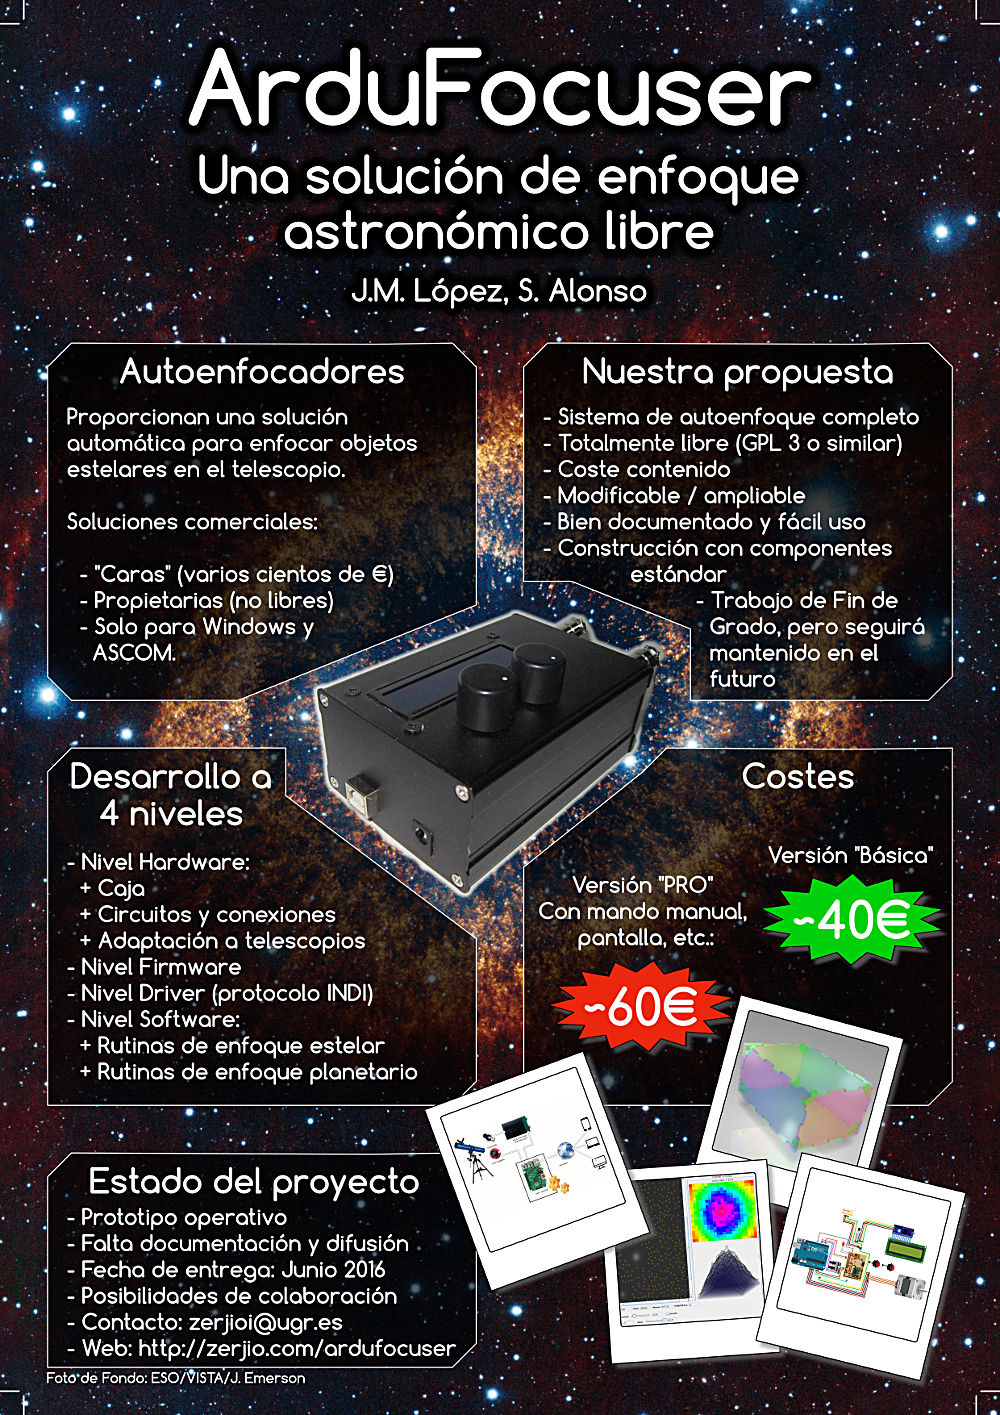 ArduFocuser
Una solución de enfoque
astronómico libre
J.M. López, S. Alonso
Autoenfocadores
Proporcionan una solución
automática para enfocar objetos
estelares en el telescopio.
Soluciones comerciales:
- "Caras" (varios cientos de €)
- Propietarias (no libres)
- Solo para Windows y
ASCOM.
Nuestra propuesta
- Sistema de autoenfoque completo
- Totalmente libre (GPL 3 o similar)
- Coste contenido
- Modificable / ampliable
- Bien documentado y fácil uso
- Construcción con componentes
estándar
- Trabajo de Fin de
Grado, pero seguirá
mantenido en el
futuro
Desarrollo a
4 niveles
- Nivel Hardware:
+ Caja
+ Circuitos y conexiones
+ Adaptación a telescopios
- Nivel Firmware
- Nivel Driver (protocolo INDI)
- Nivel Software:
+ Rutinas de enfoque estelar
+ Rutinas de enfoque planetario
Costes
Versión "Básica"
~40€
Versión "PRO"
Con mando manual,
pantalla, etc.:
~60€
Estado del proyecto
- Prototipo operativo
- Falta documentación y difusión
- Fecha de entrega: Junio 2016
- Posibilidades de colaboración
- Contacto: zerjioi@ugr.es
- Web: http://zerjio.com/ardufocuser
Foto de Fondo: ESO/VISTA/J. Emerson